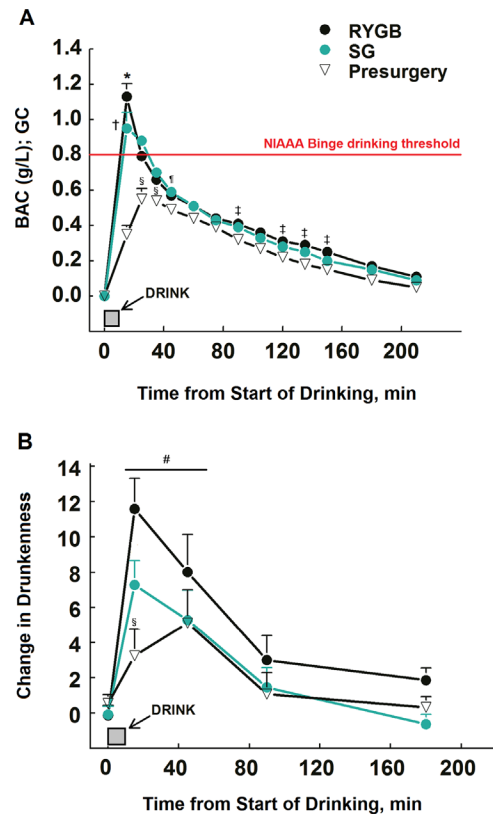 A
RYGB
SG
Presurgery
BAC (g/L); GC
1.4
1.2
1.0
0.8
0.6
0.4
0.2
0.0
*
†
§
§
¶
‡
‡
‡
‡
NIAAA Binge drinking threshold
DRINK
0 40 80 120 160 200
Time from Start of Drinking, min
B
Change in Drunkenness
14
12
10
8
6
4
2
0
#
§
DRINK
0 40 80 120 160 200
Time from Start of Drinking, min